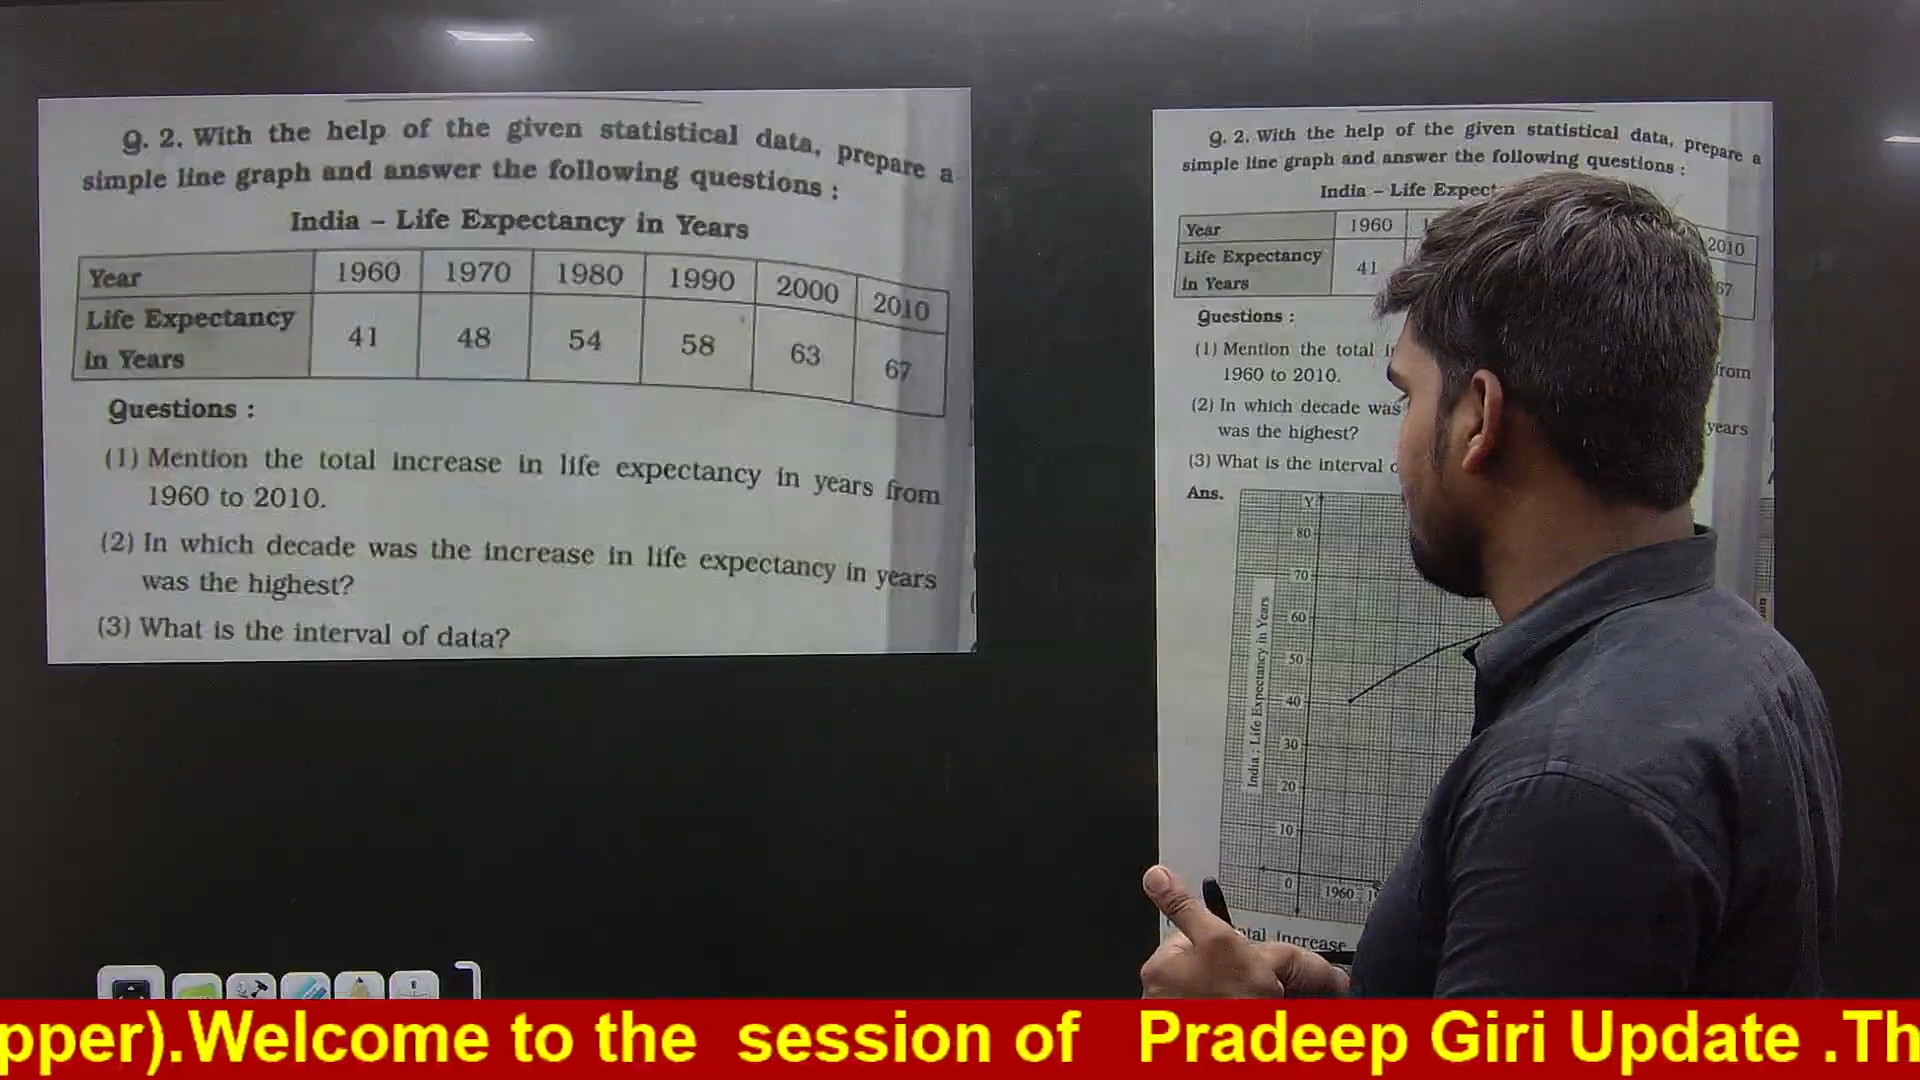 Q. 2. With the help of the given statistical data, prepare a
simple line graph and answer the following questions :
India – Life Expectancy in Years
Year 1960 1970 1980 1990 2000 2010
Life Expectancy
in Years 41 48 54 58 63 67
Questions :
(1) Mention the total increase in life expectancy in years from
1960 to 2010.
(2) In which decade was the increase in life expectancy in years
was the highest?
(3) What is the interval of data?
Q. 2. With the help of the given statistical data, prepare a
simple line graph and answer the following questions :
India – Life Expect
Year 1960 2010
Life Expectancy
in Years 41 67
Questions :
(1) Mention the total from
1960 to 2010.
(2) In which decade was years
was the highest?
(3) What is the interval
Ans.
Y
80
70
60
50
40
30
20
10
0
1960
India : Life Expectancy in Years
tal increase
pper).Welcome to the session of Pradeep Giri Update .Th